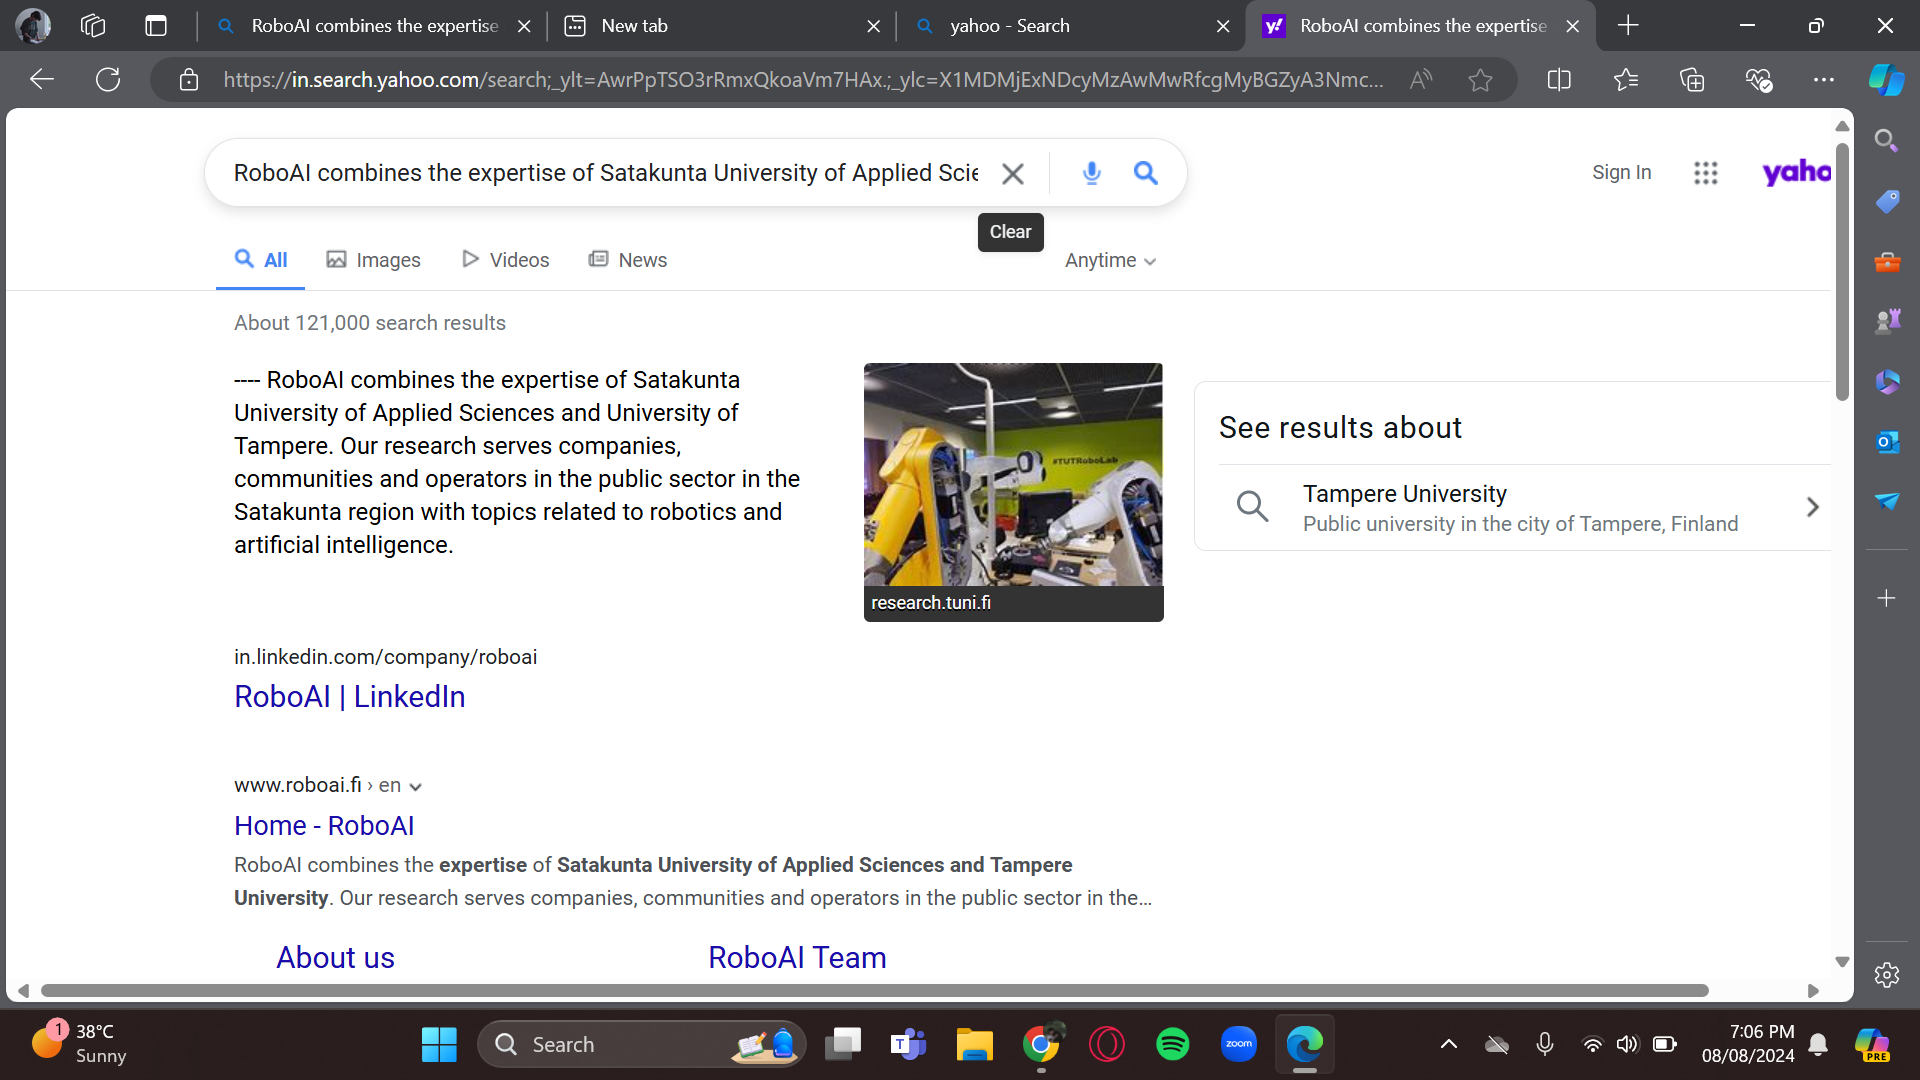 RoboAI combines the expertise
New tab
yahoo - Search
RoboAI combines the expertise
https://in.search.yahoo.com/search;_ylt=AwrPpTSO3rRmxQkoaVm7HAx.;_ylc=X1MDMjExNDcyMzAwMwRfcgMyBGZyA3Nmc...
RoboAI combines the expertise of Satakunta University of Applied Scie
Sign In
yaho
Clear
All
Images
Videos
News
Anytime
About 121,000 search results
---- RoboAI combines the expertise of Satakunta
University of Applied Sciences and University of
Tampere. Our research serves companies,
communities and operators in the public sector in the
Satakunta region with topics related to robotics and
artificial intelligence.
#TUTRoboLab
research.tuni.fi
See results about
Tampere University
Public university in the city of Tampere, Finland
in.linkedin.com/company/roboai
RoboAI | LinkedIn
www.roboai.fi › en
Home - RoboAI
RoboAI combines the expertise of Satakunta University of Applied Sciences and Tampere
University. Our research serves companies, communities and operators in the public sector in the...
About us
RoboAI Team
1
38°C
Sunny
Search
zoom
7:06 PM
08/08/2024
PRE